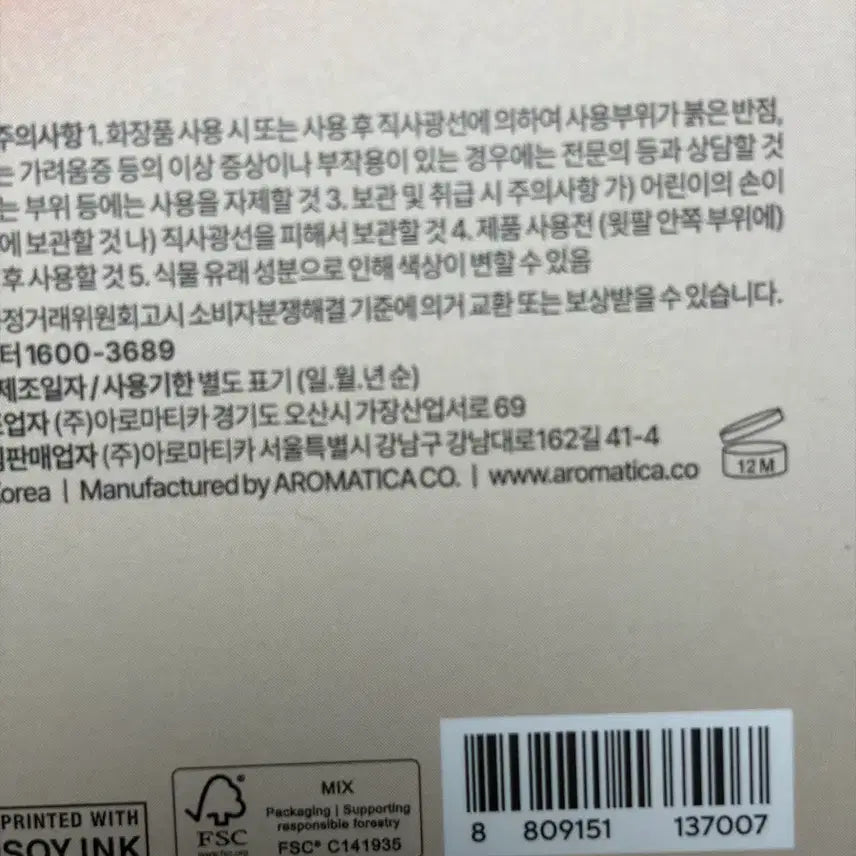 주의사항 1. 화장품 사용 시 또는 사용 후 직사광선에 의하여 사용부위가 붉은 반점,
는 가려움증 등의 이상 증상이나 부작용이 있는 경우에는 전문의 등과 상담할 것
는 부위 등에는 사용을 자제할 것 3. 보관 및 취급 시 주의사항 가) 어린이의 손이
에 보관할 것 나) 직사광선을 피해서 보관할 것 4. 제품 사용전 (윗팔 안쪽 부위에)
후 사용할 것 5. 식물 유래 성분으로 인해 색상이 변할 수 있음
정거래위원회고시 소비자분쟁해결 기준에 의거 교환 또는 보상받을 수 있습니다.
터 1600-3689
제조일자 / 사용기한 별도 표기 (일.월.년 순)
업자 (주)아로마티카 경기도 오산시 가장산업서로 69
판매업자 (주)아로마티카 서울특별시 강남구 강남대로162길 41-4
orea | Manufactured by AROMATICA CO. | www.aromatica.co
12M
PRINTED WITH
SOY INK
FSC
www.fsc.org
MIX
Packaging | Supporting
responsible forestry
FSC® C141935
8 809151 137007